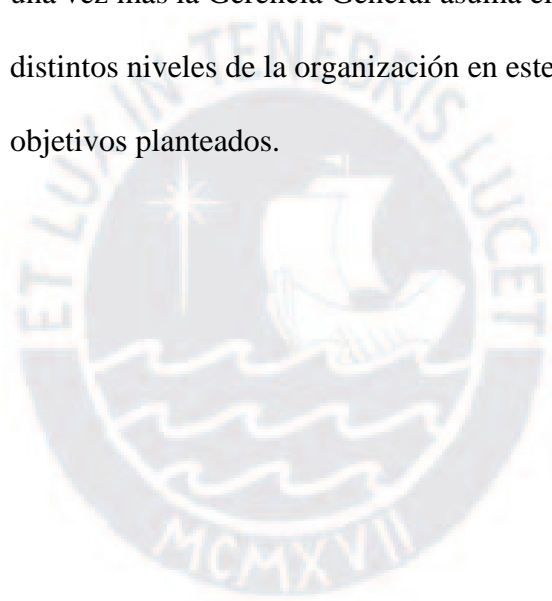 una vez más la Gerencia General asuma el
distintos niveles de la organización en este
objetivos planteados.
ET LUX IN TENEBRIS LUCET
MCMXVII